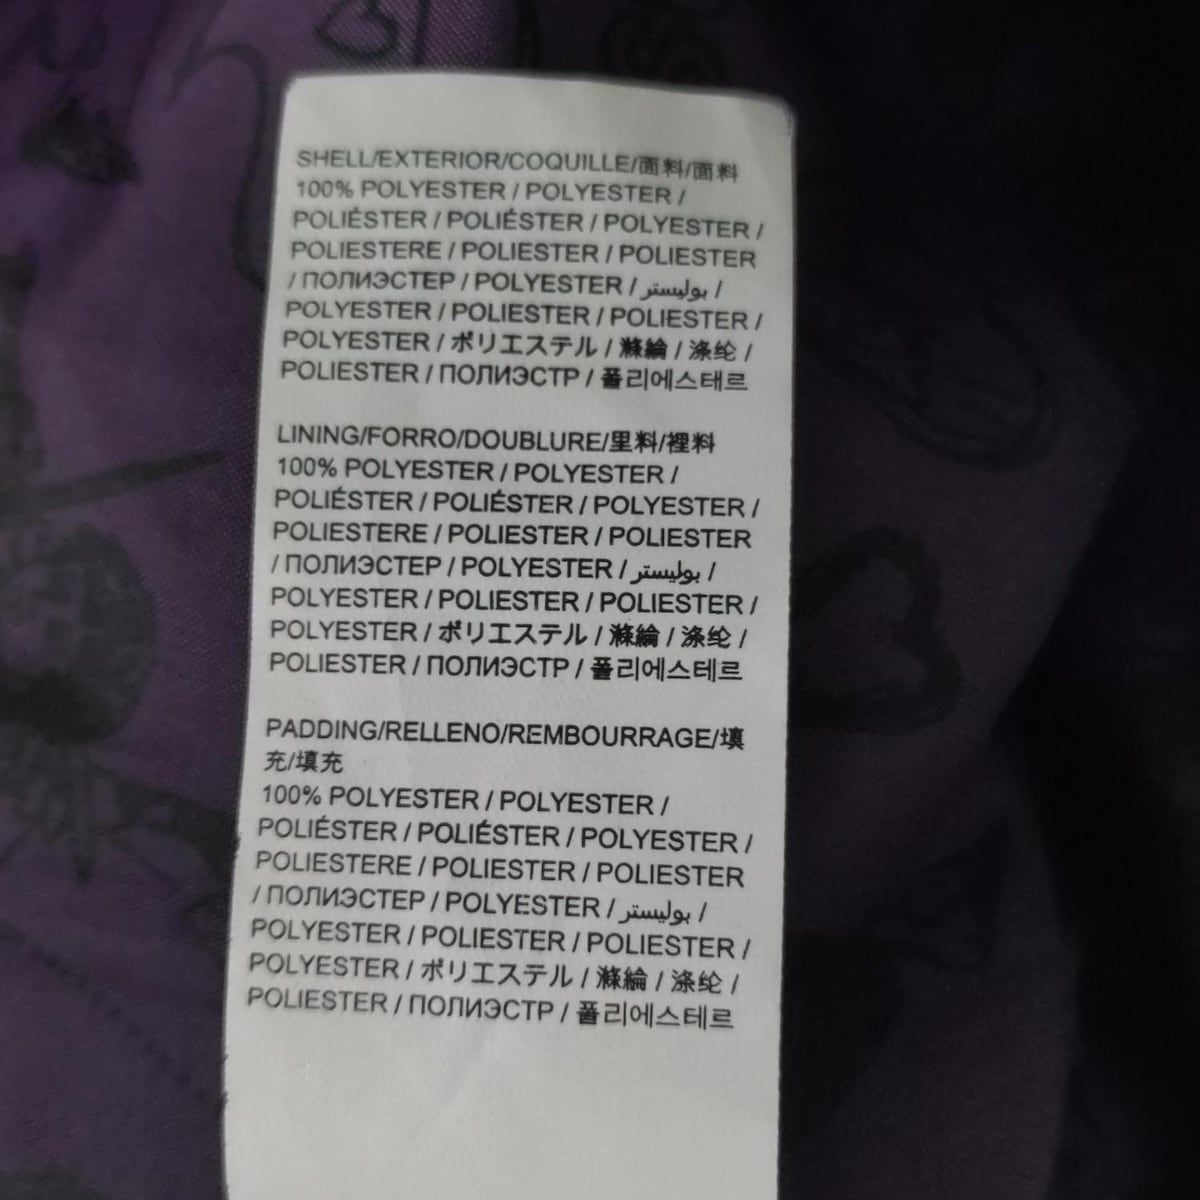 SHELL/EXTERIOR/COQUILLE/面料/面料
100% POLYESTER / POLYESTER /
POLIÉSTER / POLIÉSTER / POLYESTER /
POLIESTERE / POLIESTER / POLIESTER
/ ПОЛИЭСТЕР / POLYESTER / بوليستر /
POLYESTER / POLIESTER / POLIESTER /
POLYESTER / ポリエステル / 滌綸 / 涤纶 /
POLIESTER / ПОЛИЭСТР / 폴리에스테르
LINING/FORRO/DOUBLURE/里料/裡料
100% POLYESTER / POLYESTER /
POLIÉSTER / POLIÉSTER / POLYESTER /
POLIESTERE / POLIESTER / POLIESTER
/ ПОЛИЭСТЕР / POLYESTER / بوليستر /
POLYESTER / POLIESTER / POLIESTER /
POLYESTER / ポリエステル / 滌綸 / 涤纶 /
POLIESTER / ПОЛИЭСТР / 폴리에스테르
PADDING/RELLENO/REMBOURRAGE/填
充/填充
100% POLYESTER / POLYESTER /
POLIÉSTER / POLIÉSTER / POLYESTER /
POLIESTERE / POLIESTER / POLIESTER
/ ПОЛИЭСТЕР / POLYESTER / بوليستر /
POLYESTER / POLIESTER / POLIESTER /
POLYESTER / ポリエステル / 滌綸 / 涤纶 /
POLIESTER / ПОЛИЭСТР / 폴리에스테르